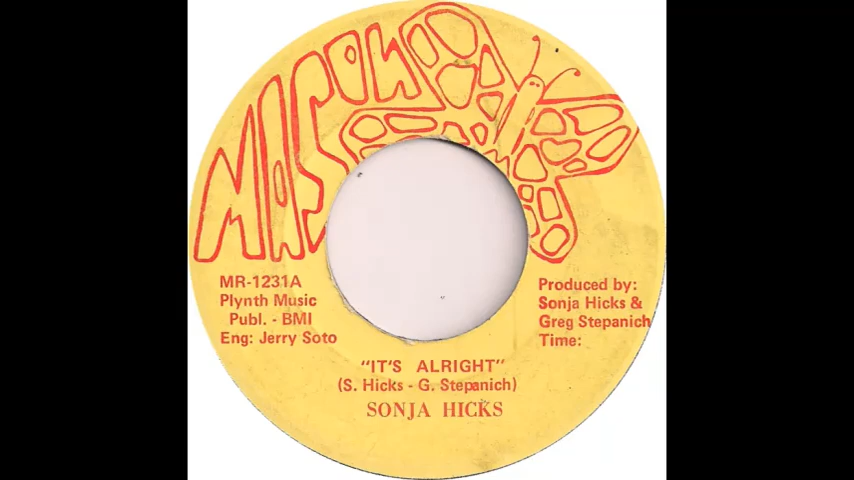 MASPOW
MR-1231A
Plynth Music
Publ. - BMI
Eng: Jerry Soto
Produced by:
Sonja Hicks &
Greg Stepanich
Time:
"IT'S ALRIGHT"
(S. Hicks - G. Stepanich)
SONJA HICKS